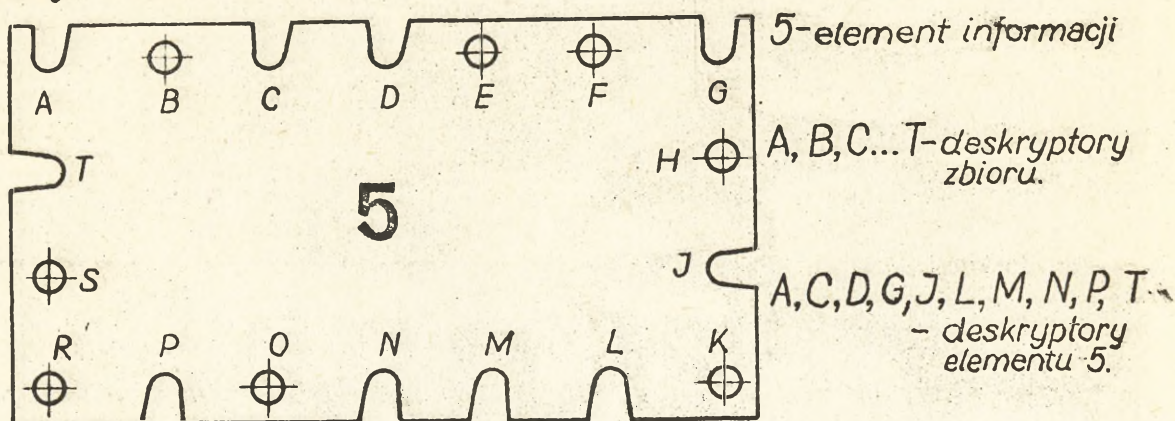 5-element informacji
A B C D E F G
H A, B, C...T-deskryptory
zbioru.
T
5
S
J
A, C, D, G, J, L, M, N, P, T
- deskryptory
elementu 5.
R P O N M L K